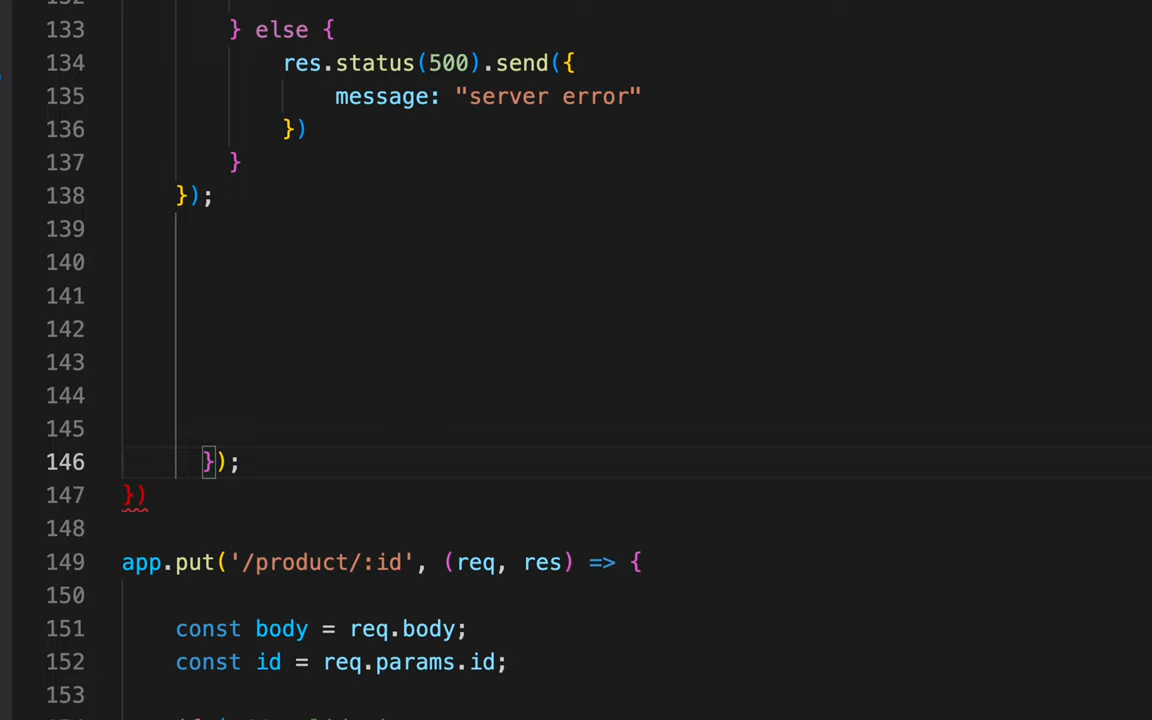 133 } else {
134 res.status(500).send({
135 message: "server error"
136 })
137 }
138 });
139
140
141
142
143
144
145
146 });
147 })
148
149 app.put('/product/:id', (req, res) => {
150
151 const body = req.body;
152 const id = req.params.id;
153